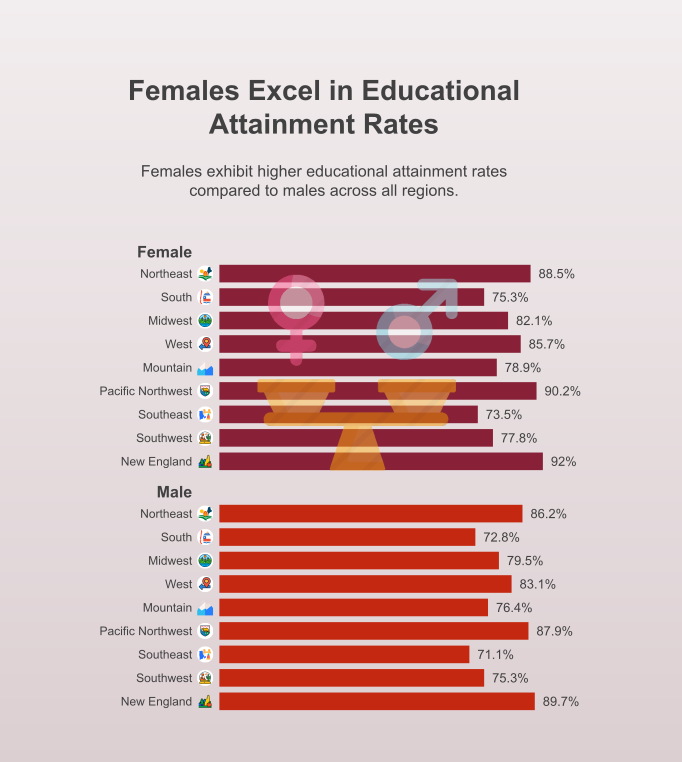 Females Excel in Educational
Attainment Rates
Females exhibit higher educational attainment rates
compared to males across all regions.
Female
Northeast 88.5%
South 75.3%
Midwest 82.1%
West 85.7%
Mountain 78.9%
Pacific Northwest 90.2%
Southeast 73.5%
Southwest 77.8%
New England 92%
Male
Northeast 86.2%
South 72.8%
Midwest 79.5%
West 83.1%
Mountain 76.4%
Pacific Northwest 87.9%
Southeast 71.1%
Southwest 75.3%
New England 89.7%